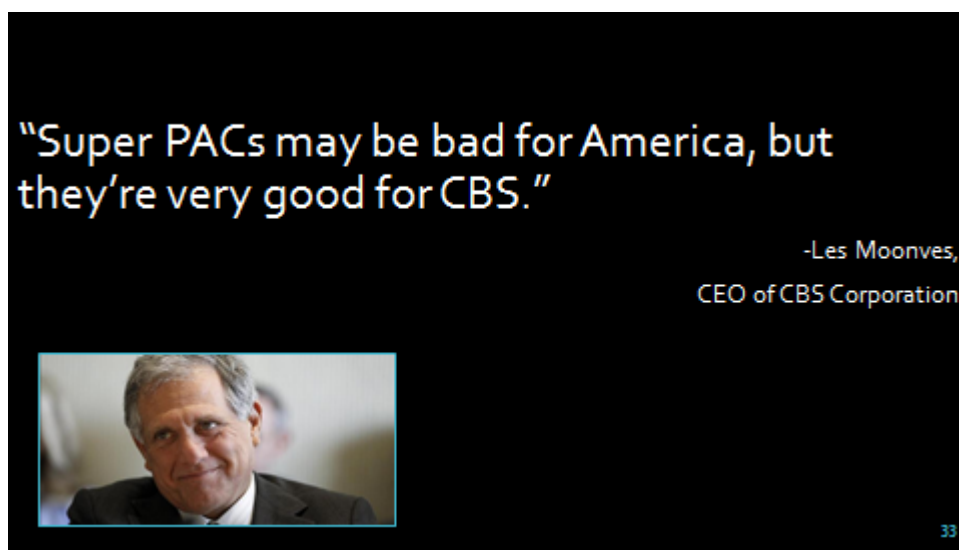 “Super PACs may be bad for America, but
they’re very good for CBS.”
-Les Moonves,
CEO of CBS Corporation
33